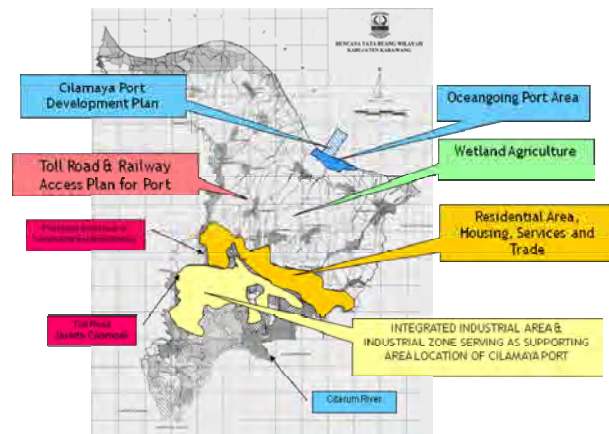 RENCANA TATA RUANG WILAYAH
KABUPATEN KARAWANG
Cilamaya Port
Development Plan
Oceangoing Port Area
Wetland Agriculture
Toll Road & Railway
Access Plan for Port
Residential Area,
Housing, Services and
Trade
Toll Road
INTEGRATED INDUSTRIAL AREA &
INDUSTRIAL ZONE SERVING AS SUPPORTING
AREA LOCATION OF CILAMAYA PORT
Citarum River